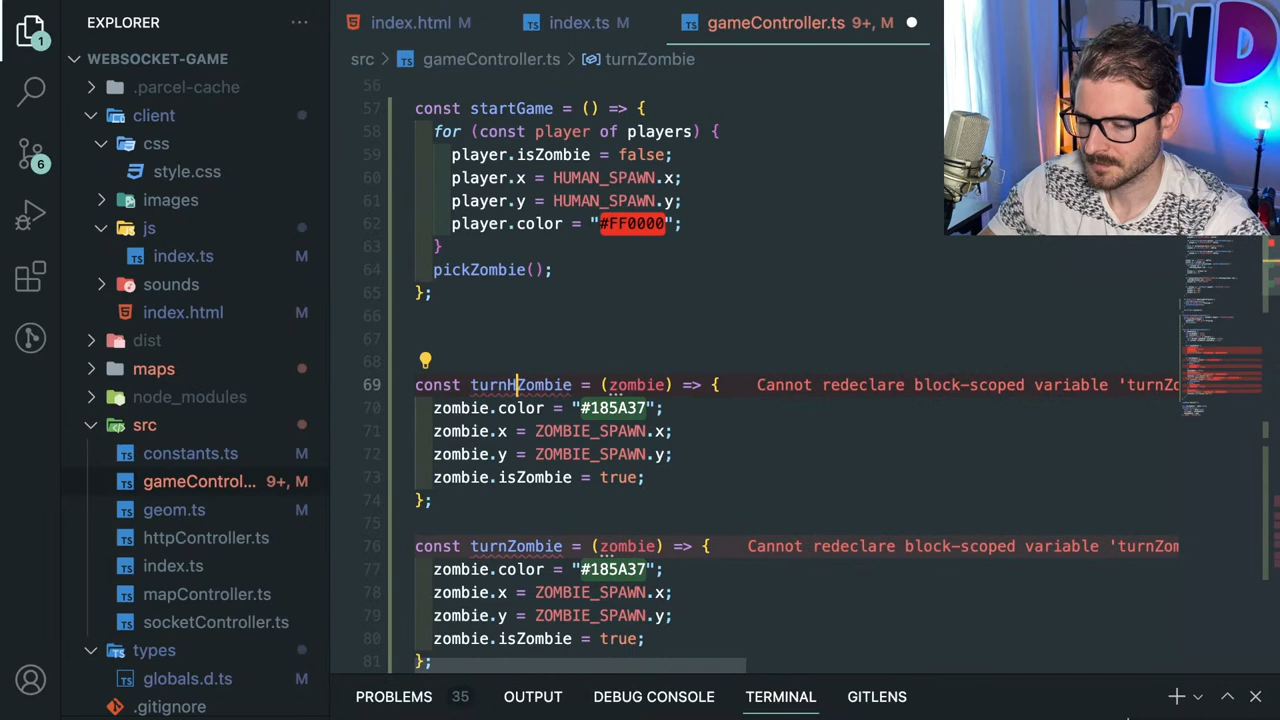 EXPLORER
WEBSOCKET-GAME
.parcel-cache
client
css
style.css
images
js
index.ts M
sounds
index.html M
dist
maps
node_modules
src
constants.ts
gameControl... 9+, M
geom.ts M
httpController.ts
index.ts
mapController.ts
socketController.ts
types
globals.d.ts M
.gitignore
1
6
index.html M
index.ts M
gameController.ts 9+, M
src > gameController.ts > turnZombie
56
57 const startGame = () => {
58 for (const player of players) {
59 player.isZombie = false;
60 player.x = HUMAN_SPAWN.x;
61 player.y = HUMAN_SPAWN.y;
62 player.color = "#FF0000";
63 }
64 pickZombie();
65 };
66
67
68
69 const turnHZombie = (zombie) => { Cannot redeclare block-scoped variable 'turnZo
70 zombie.color = "#185A37";
71 zombie.x = ZOMBIE_SPAWN.x;
72 zombie.y = ZOMBIE_SPAWN.y;
73 zombie.isZombie = true;
74 };
75
76 const turnZombie = (zombie) => { Cannot redeclare block-scoped variable 'turnZom
77 zombie.color = "#185A37";
78 zombie.x = ZOMBIE_SPAWN.x;
79 zombie.y = ZOMBIE_SPAWN.y;
80 zombie.isZombie = true;
81 };
PROBLEMS 35 OUTPUT DEBUG CONSOLE TERMINAL GITLENS